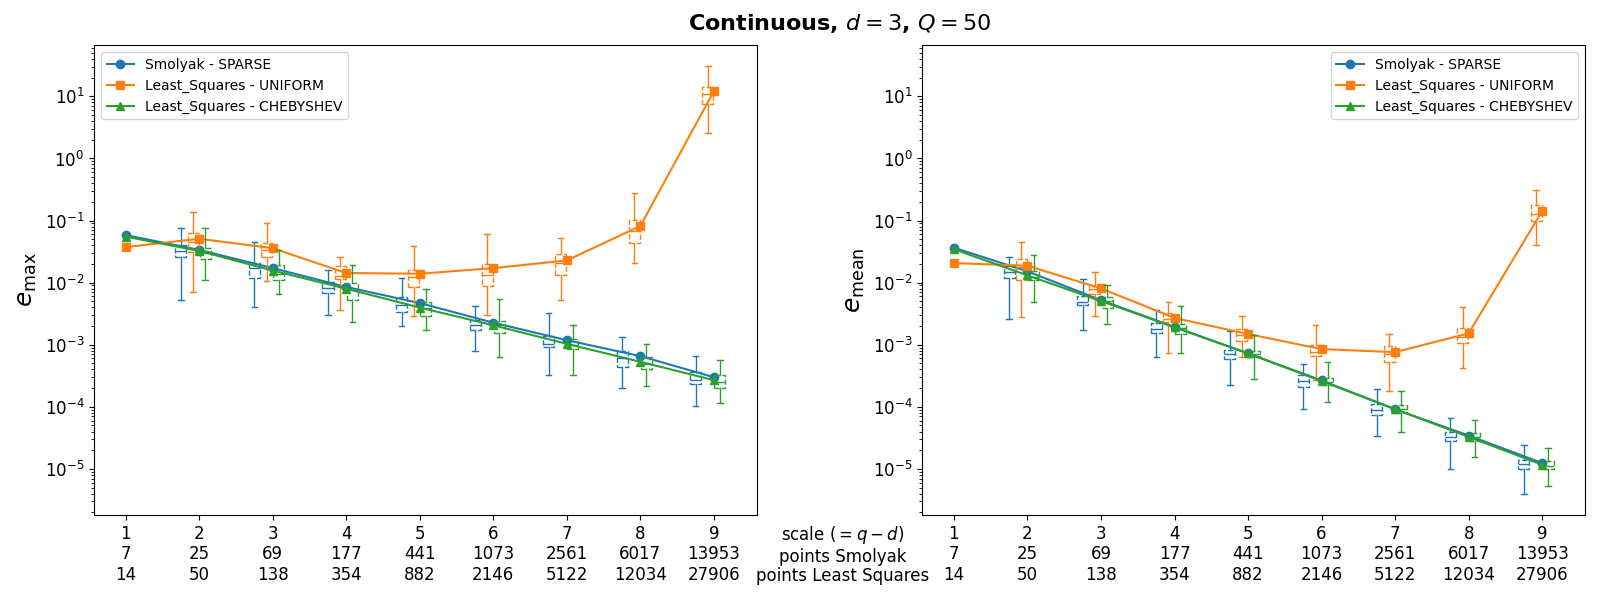 Continuous, d = 3, Q = 50
Smolyak - SPARSE
Least_Squares - UNIFORM
Least_Squares - CHEBYSHEV
Smolyak - SPARSE
Least_Squares - UNIFORM
Least_Squares - CHEBYSHEV
10^1
10^0
10^-1
10^-2
10^-3
10^-4
10^-5
e_max
10^1
10^0
10^-1
10^-2
10^-3
10^-4
10^-5
e_mean
1 2 3 4 5 6 7 8 9 scale (= q − d) 1 2 3 4 5 6 7 8 9
7 25 69 177 441 1073 2561 6017 13953 points Smolyak 7 25 69 177 441 1073 2561 6017 13953
14 50 138 354 882 2146 5122 12034 27906 points Least Squares 14 50 138 354 882 2146 5122 12034 27906